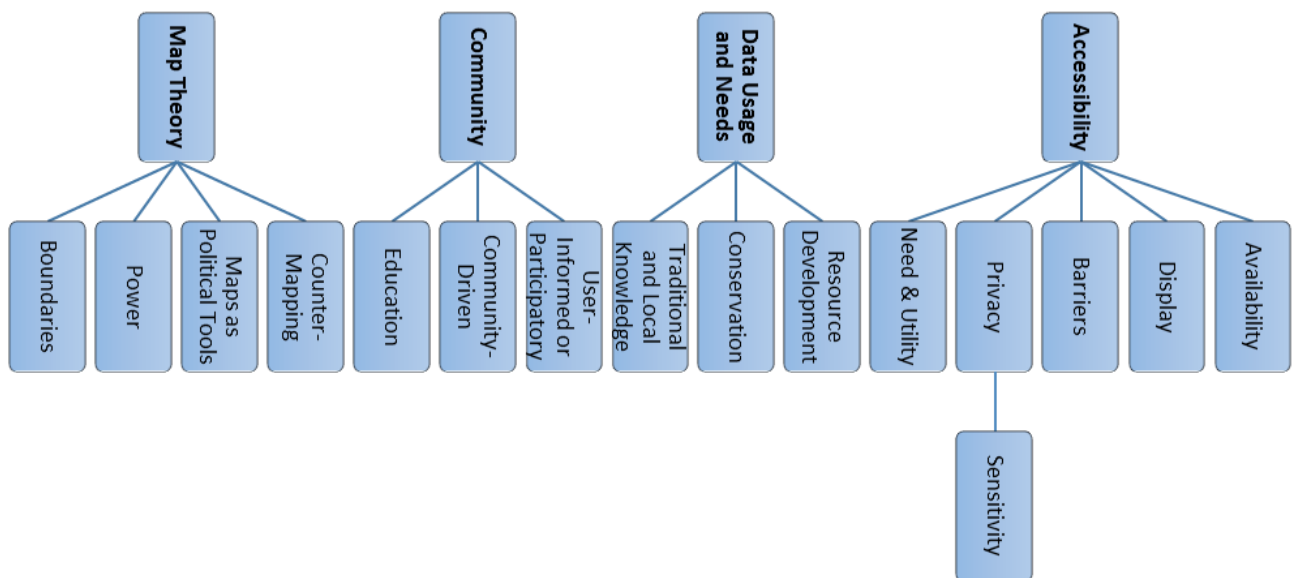 Accessibility
Availability
Display
Barriers
Privacy
Sensitivity
Need & Utility
Data Usage
and Needs
Resource
Development
Conservation
Traditional
and Local
Knowledge
Community
User-
Informed or
Participatory
Community-
Driven
Education
Map Theory
Counter-
Mapping
Maps as
Political Tools
Power
Boundaries